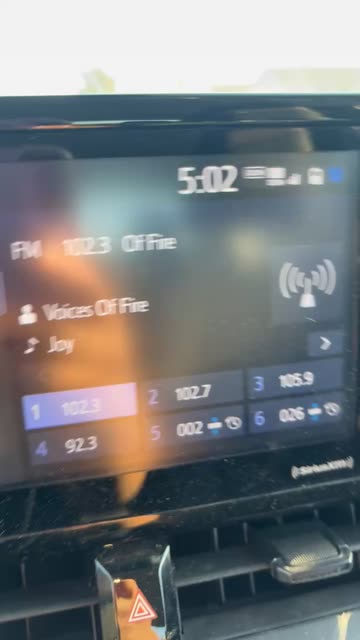 5:02
FM 102.3 Of Fire
Voices Of Fire
Joy
1 102.3 2 102.7 3 105.9
4 92.3 5 002 6 026
((SiriusXM))